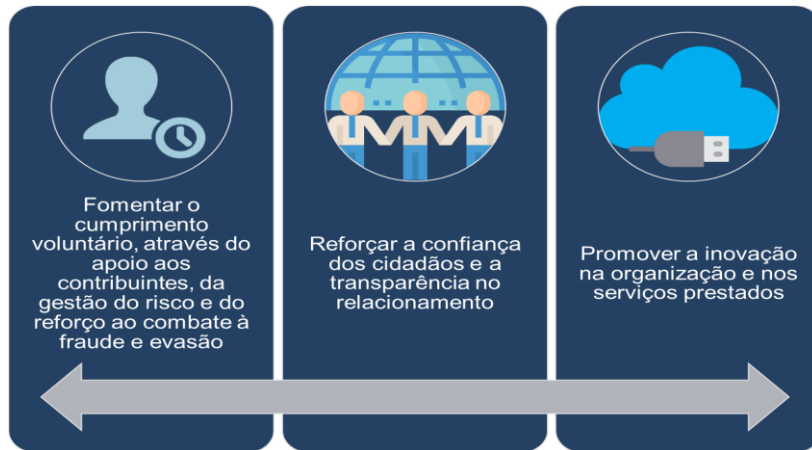 Fomentar o
cumprimento
voluntário, através do
apoio aos
contribuintes, da
gestão do risco e do
reforço ao combate à
fraude e evasão
Reforçar a confiança
dos cidadãos e a
transparência no
relacionamento
Promover a inovação
na organização e nos
serviços prestados